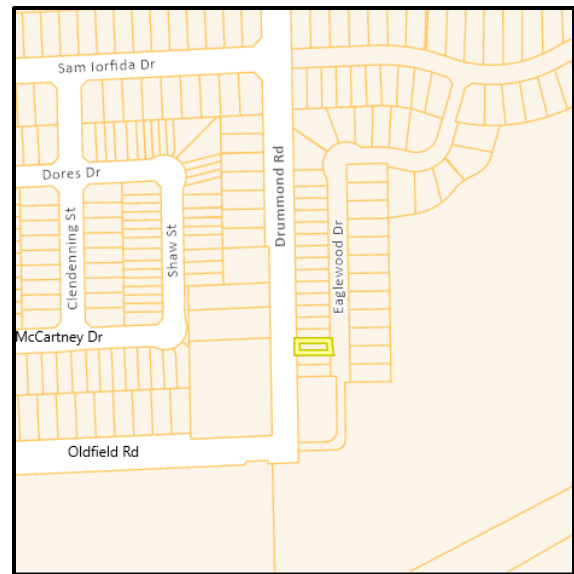 Sam Iorfida Dr
Drummond Rd
Dores Dr
Clendenning St
Shaw St
Eaglewood Dr
McCartney Dr
Oldfield Rd